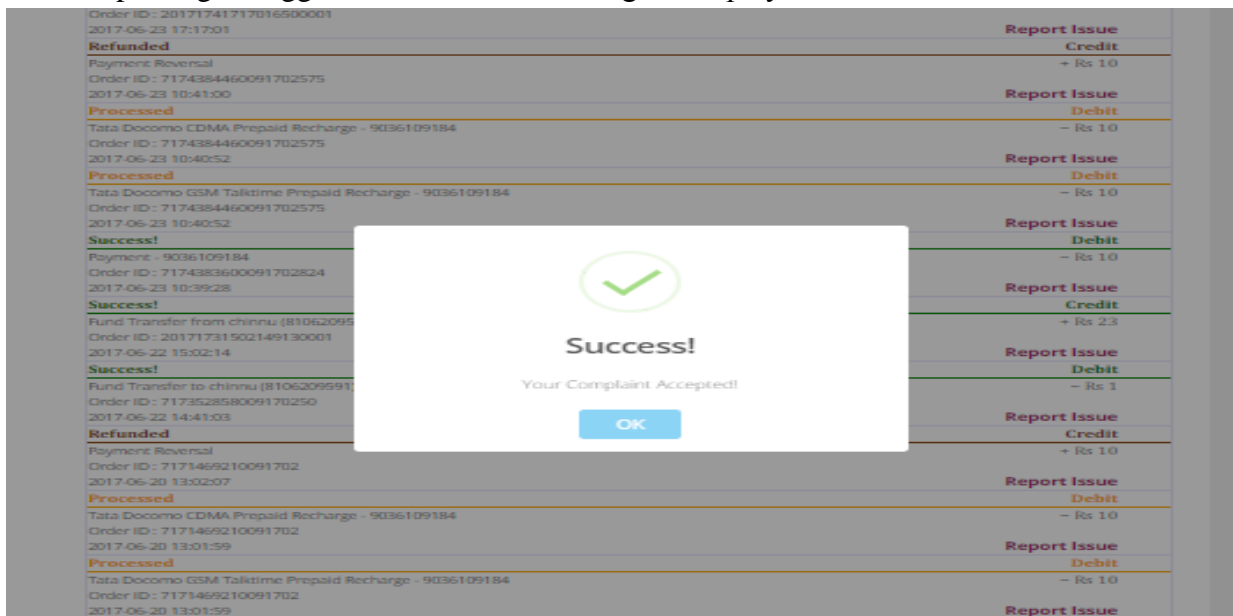 Order ID : 20171741717016500001
2017-06-23 17:17:01 Report Issue
Refunded Credit
Payment Reversal + Rs 10
Order ID : 7174384460091702575
2017-06-23 10:41:00 Report Issue
Processed Debit
Tata Docomo CDMA Prepaid Recharge - 9036109184 − Rs 10
Order ID : 7174384460091702575
2017-06-23 10:40:52 Report Issue
Processed Debit
Tata Docomo GSM Talktime Prepaid Recharge - 9036109184 − Rs 10
Order ID : 7174384460091702575
2017-06-23 10:40:52 Report Issue
Success! Debit
Payment - 9036109184 − Rs 10
Order ID : 7174383600091702824
2017-06-23 10:39:28 Report Issue
Success! Credit
Fund Transfer from chinnu (81062095 + Rs 23
Order ID : 20171731502149130001
2017-06-22 15:02:14 Report Issue
Success! Debit
Fund Transfer to chinnu (8106209591) − Rs 1
Order ID : 717352858009170250
2017-06-22 14:41:03 Report Issue
Refunded Credit
Payment Reversal + Rs 10
Order ID : 7171469210091702
2017-06-20 13:02:07 Report Issue
Processed Debit
Tata Docomo CDMA Prepaid Recharge - 9036109184 − Rs 10
Order ID : 7171469210091702
2017-06-20 13:01:59 Report Issue
Processed Debit
Tata Docomo GSM Talktime Prepaid Recharge - 9036109184 − Rs 10
Order ID : 7171469210091702
2017-06-20 13:01:59 Report Issue
Success!
Your Complaint Accepted!
OK